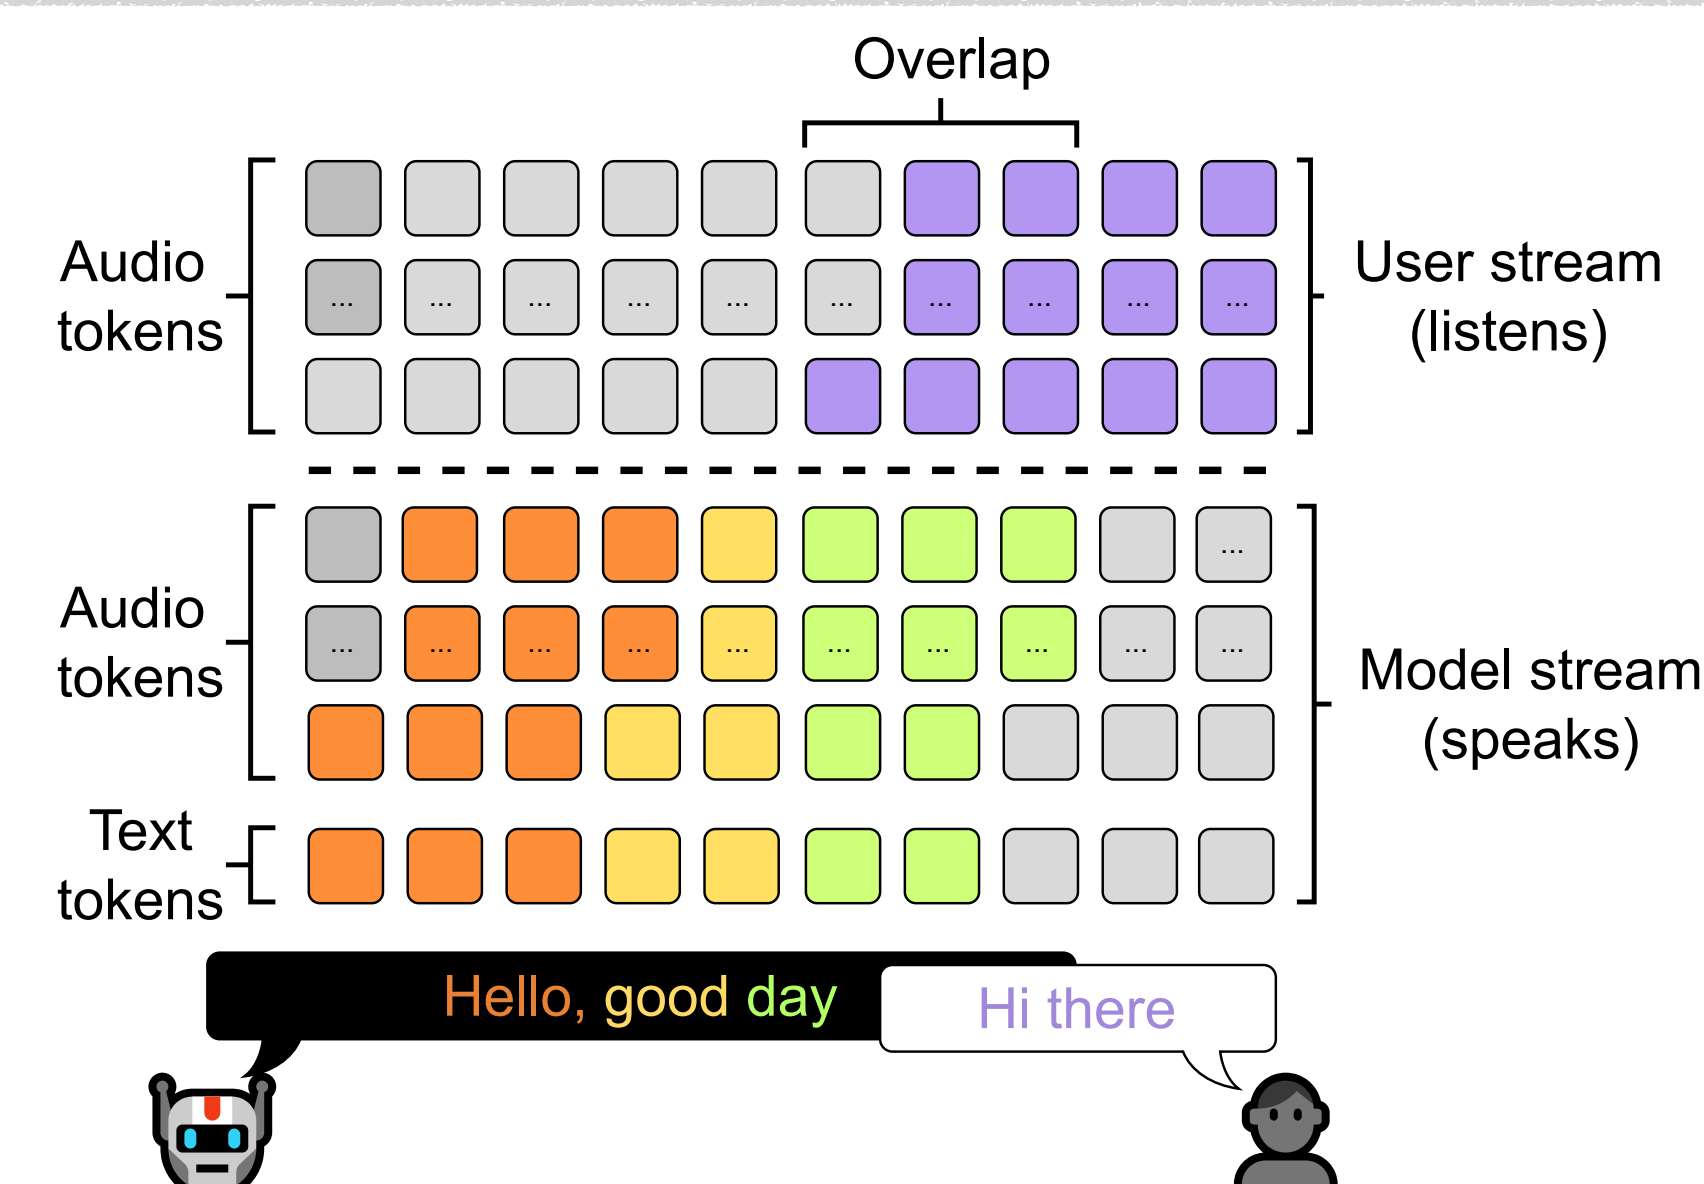 Overlap
Audio
tokens
... ... ... ... ... ... ... ... ... ...
User stream
(listens)
...
Audio
tokens
... ... ... ... ... ... ... ... ... ...
Model stream
(speaks)
Text
tokens
Hello, good day
Hi there